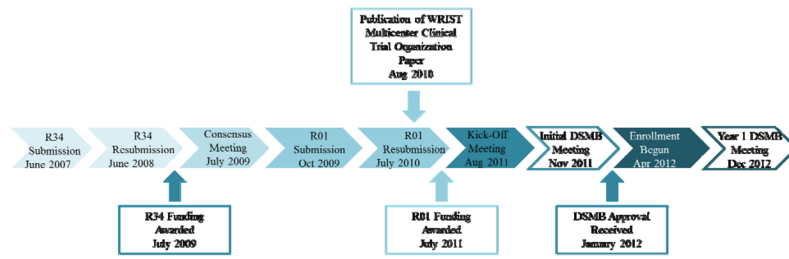 Publication of WRIST
Multicenter Clinical
Trial Organization
Paper
Aug 2010
R34
Submission
June 2007
R34
Resubmission
June 2008
Consensus
Meeting
July 2009
R01
Submission
Oct 2009
R01
Resubmission
July 2010
Kick-Off
Meeting
Aug 2011
Initial DSMB
Meeting
Nov 2011
Enrollment
Begun
Apr 2012
Year 1 DSMB
Meeting
Dec 2012
R34 Funding
Awarded
July 2009
R01 Funding
Awarded
July 2011
DSMB Approval
Received
January 2012